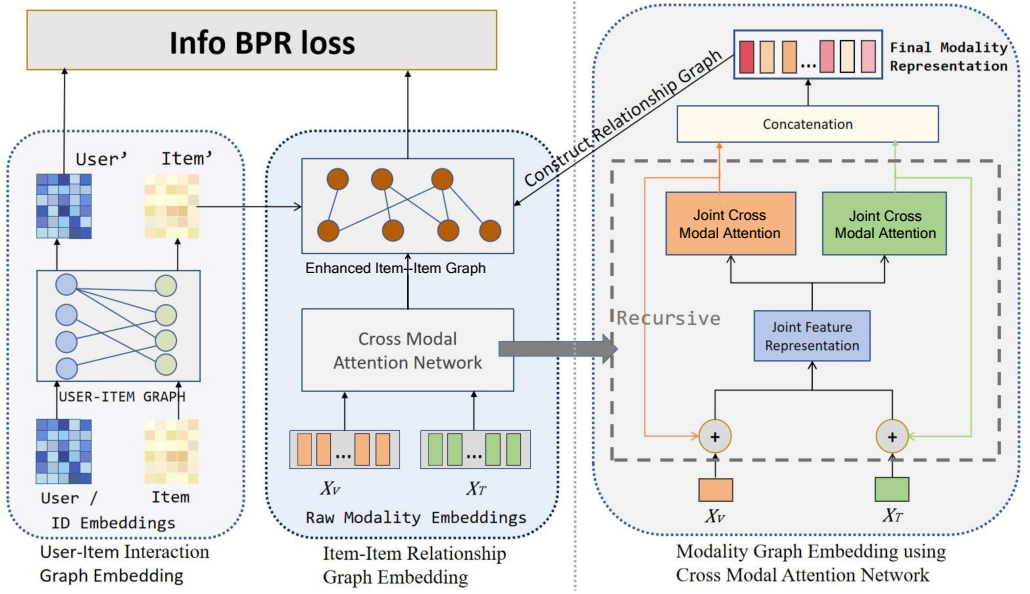 Info BPR loss
User’
Item’
USER-ITEM GRAPH
User /
Item
ID Embeddings
User-Item Interaction
Graph Embedding
Enhanced Item-Item Graph
Cross Modal
Attention Network
...
...
X_V
X_T
Raw Modality Embeddings
Item-Item Relationship
Graph Embedding
Construct Relationship Graph
...
Final Modality
Representation
Concatenation
Joint Cross
Modal Attention
Joint Cross
Modal Attention
Recursive
Joint Feature
Representation
+
+
X_V
X_T
Modality Graph Embedding using
Cross Modal Attention Network